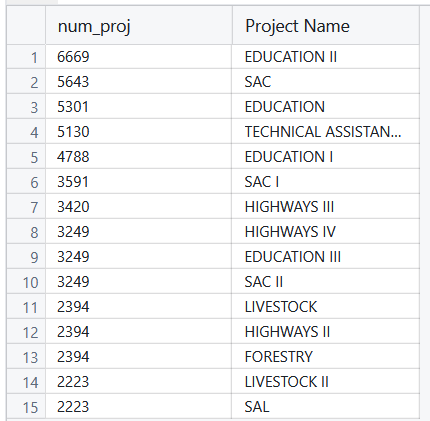 num_proj Project Name
1 6669 EDUCATION II
2 5643 SAC
3 5301 EDUCATION
4 5130 TECHNICAL ASSISTAN...
5 4788 EDUCATION I
6 3591 SAC I
7 3420 HIGHWAYS III
8 3249 HIGHWAYS IV
9 3249 EDUCATION III
10 3249 SAC II
11 2394 LIVESTOCK
12 2394 HIGHWAYS II
13 2394 FORESTRY
14 2223 LIVESTOCK II
15 2223 SAL